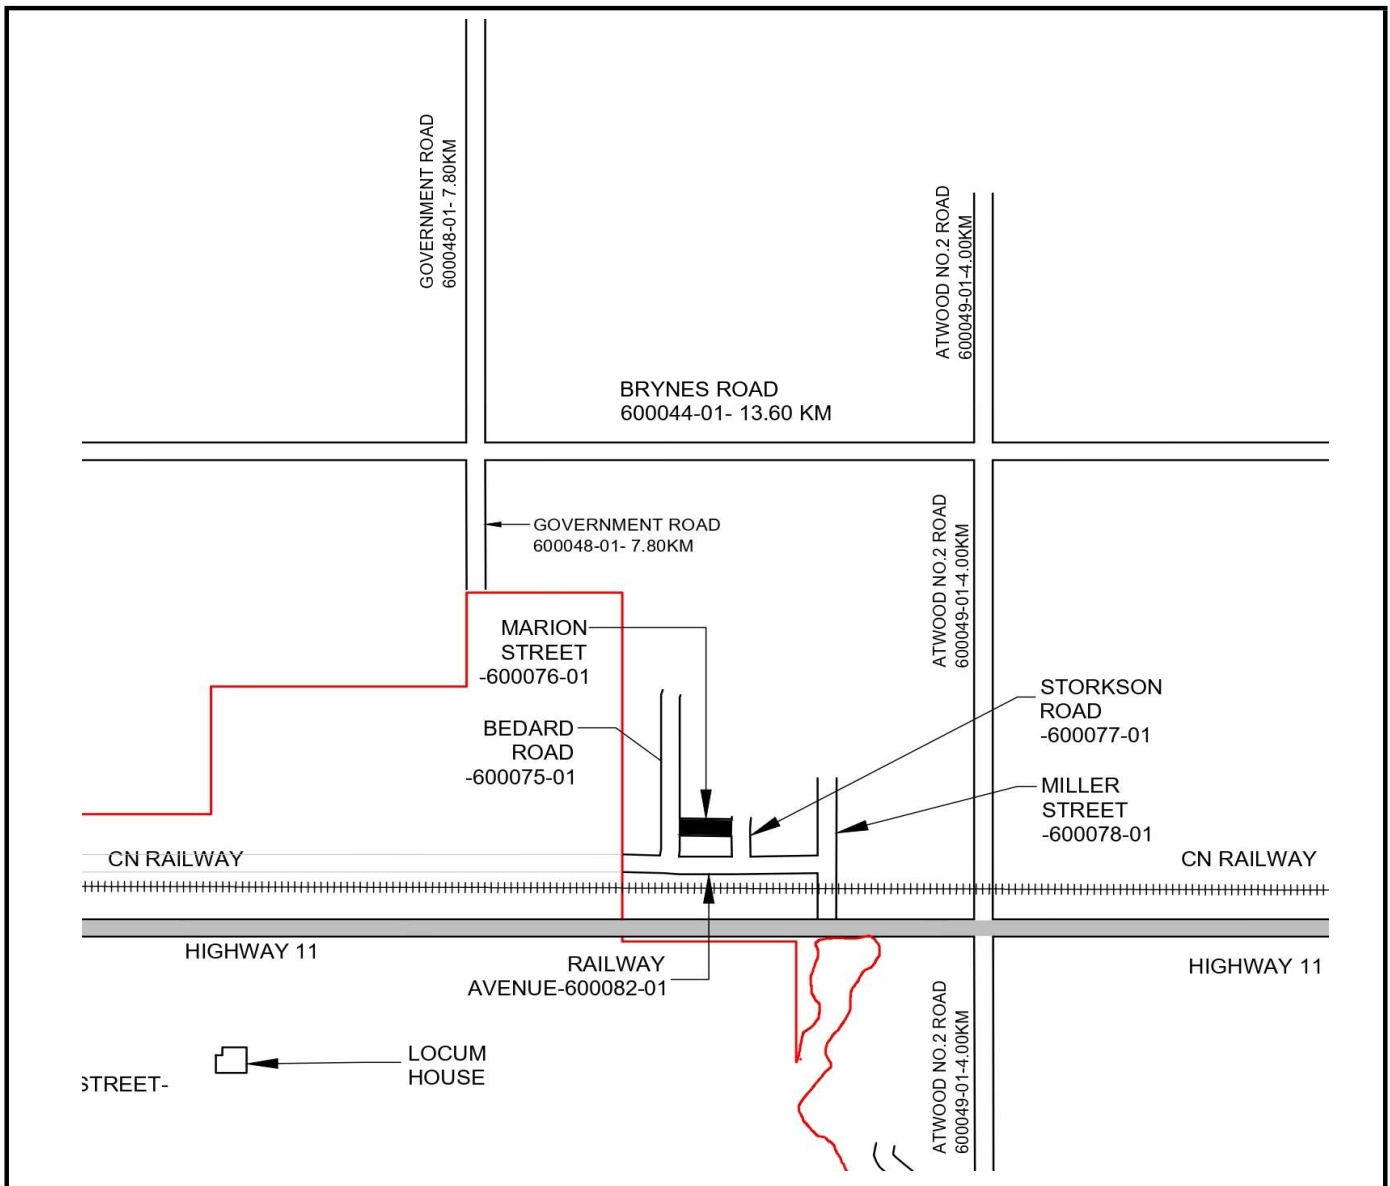 GOVERNMENT ROAD
600048-01- 7.80KM
ATWOOD NO.2 ROAD
600049-01-4.00KM
BRYNES ROAD
600044-01- 13.60 KM
GOVERNMENT ROAD
600048-01- 7.80KM
ATWOOD NO.2 ROAD
600049-01-4.00KM
MARION
STREET
-600076-01
BEDARD
ROAD
-600075-01
STORKSON
ROAD
-600077-01
MILLER
STREET
-600078-01
CN RAILWAY
CN RAILWAY
HIGHWAY 11
HIGHWAY 11
RAILWAY
AVENUE-600082-01
ATWOOD NO.2 ROAD
600049-01-4.00KM
LOCUM
HOUSE
STREET-